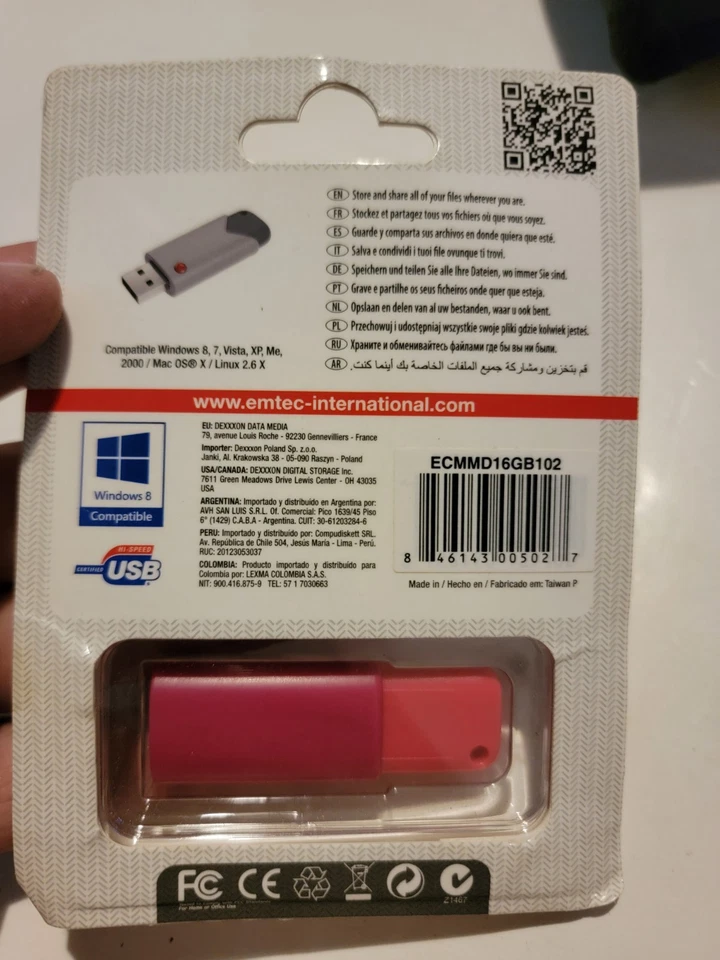 EN Store and share all of your files wherever you are.
FR Stockez et partagez tous vos fichiers où que vous soyez.
ES Guarde y comparta sus archivos en donde quiera que esté.
IT Salva e condividi i tuoi file ovunque ti trovi.
DE Speichern und teilen Sie alle Ihre Dateien, wo immer Sie sind.
PT Grave e partilhe os seus ficheiros onde quer que esteja.
NL Opslaan en delen van al uw bestanden, waar u ook bent.
PL Przechowuj i udostępniaj wszystkie swoje pliki gdzie kolwiek jesteś.
RU Храните и обменивайтесь файлами где бы вы ни были.
AR قم بتخزين ومشاركة جميع الملفات الخاصة بك أينما كنت.
Compatible Windows 8, 7, Vista, XP, Me,
2000 / Mac OS® X / Linux 2.6 X
www.emtec-international.com
Windows 8
Compatible
HI-SPEED
CERTIFIED USB
EU: DEXXXON DATA MEDIA
79, avenue Louis Roche - 92230 Gennevilliers - France
Importer: Dexxxon Poland Sp. z.o.o.
Janki, Al. Krakowska 38 - 05-090 Raszyn - Poland
USA/CANADA: DEXXXON DIGITAL STORAGE Inc.
7611 Green Meadows Drive Lewis Center - OH 43035
USA
ARGENTINA: Importado y distribuido en Argentina por:
AVH SAN LUIS S.R.L. Of. Comercial: Pico 1639/45 Piso
6° (1429) C.A.B.A - Argentina. CUIT: 30-61203284-6
PERU: Importado y distribuido por: Compudiskett SRL.
Av. República de Chile 504, Jesús María - Lima - Perú.
RUC: 20123053037
COLOMBIA: Producto importado y distribuido para
Colombia por: LEXMA COLOMBIA S.A.S.
NIT: 900.416.875-9 TEL: 57 1 7030663
ECMMD16GB102
8 46143 00502 7
Made in / Hecho en / Fabricado em: Taiwan P
FC CE
For Home or Office Use
Z1467